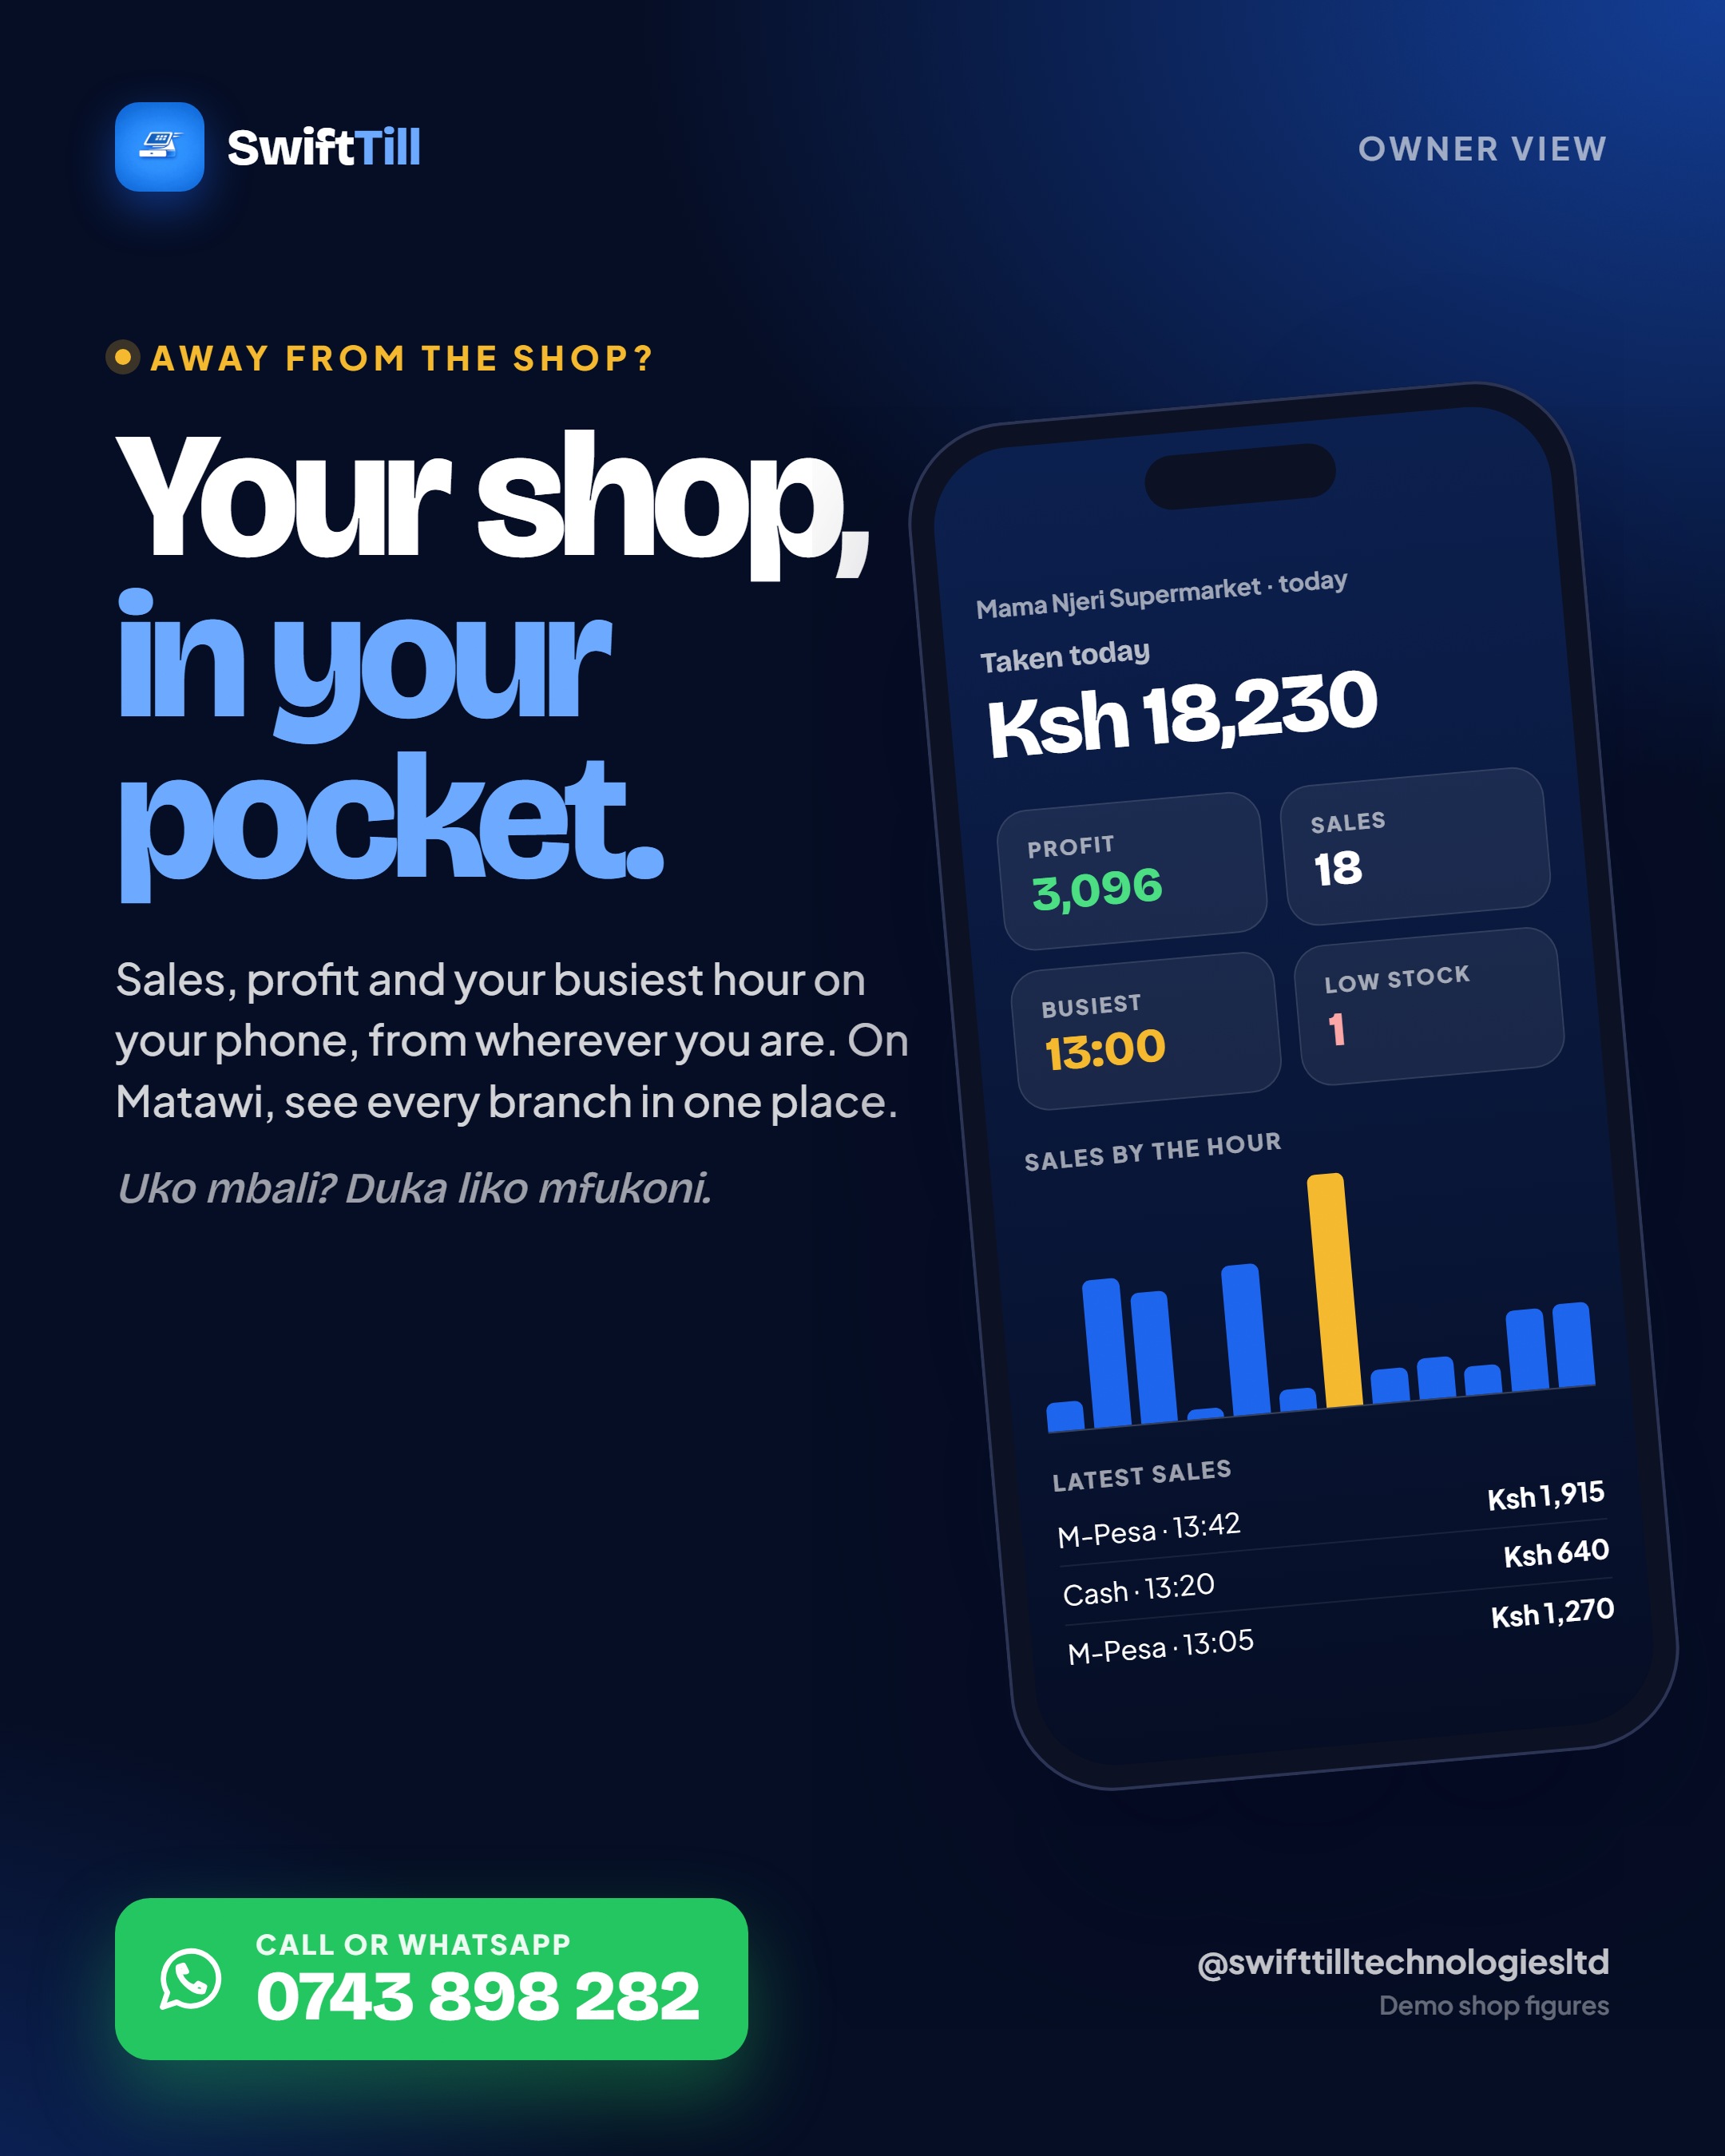 SwiftTill
OWNER VIEW
AWAY FROM THE SHOP?
Your shop,
in your
pocket.
Sales, profit and your busiest hour on
your phone, from wherever you are. On
Matawi, see every branch in one place.
Uko mbali? Duka liko mfukoni.
Mama Njeri Supermarket · today
Taken today
Ksh 18,230
PROFIT
3,096
SALES
18
BUSIEST
13:00
LOW STOCK
1
SALES BY THE HOUR
LATEST SALES
M-Pesa · 13:42 Ksh 1,915
Cash · 13:20 Ksh 640
M-Pesa · 13:05 Ksh 1,270
CALL OR WHATSAPP
0743 898 282
@swifttilltechnologiesltd
Demo shop figures